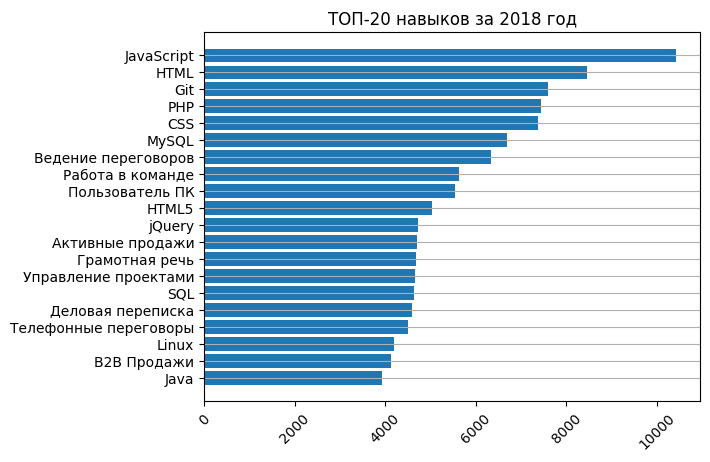 ТОП-20 навыков за 2018 год
JavaScript
HTML
Git
PHP
CSS
MySQL
Ведение переговоров
Работа в команде
Пользователь ПК
HTML5
jQuery
Активные продажи
Грамотная речь
Управление проектами
SQL
Деловая переписка
Телефонные переговоры
Linux
B2B Продажи
Java
0
2000
4000
6000
8000
10000